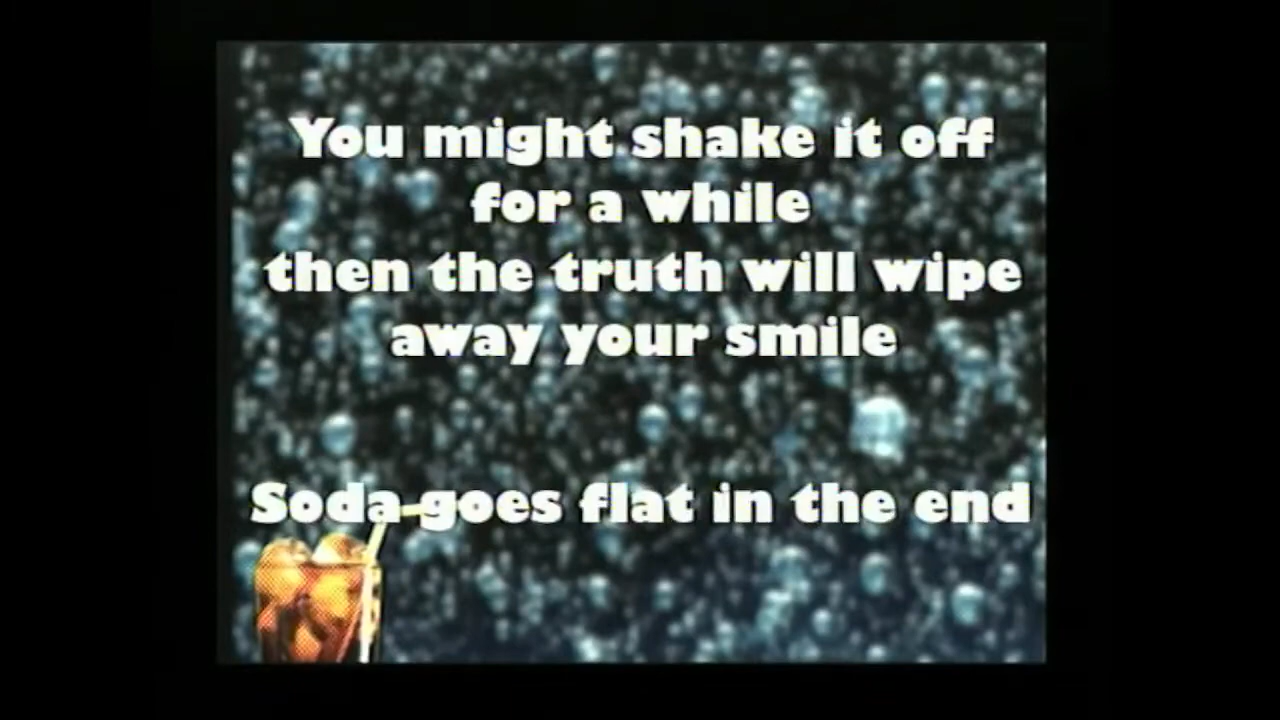 You might shake it off
for a while
then the truth will wipe
away your smile
Soda goes flat in the end